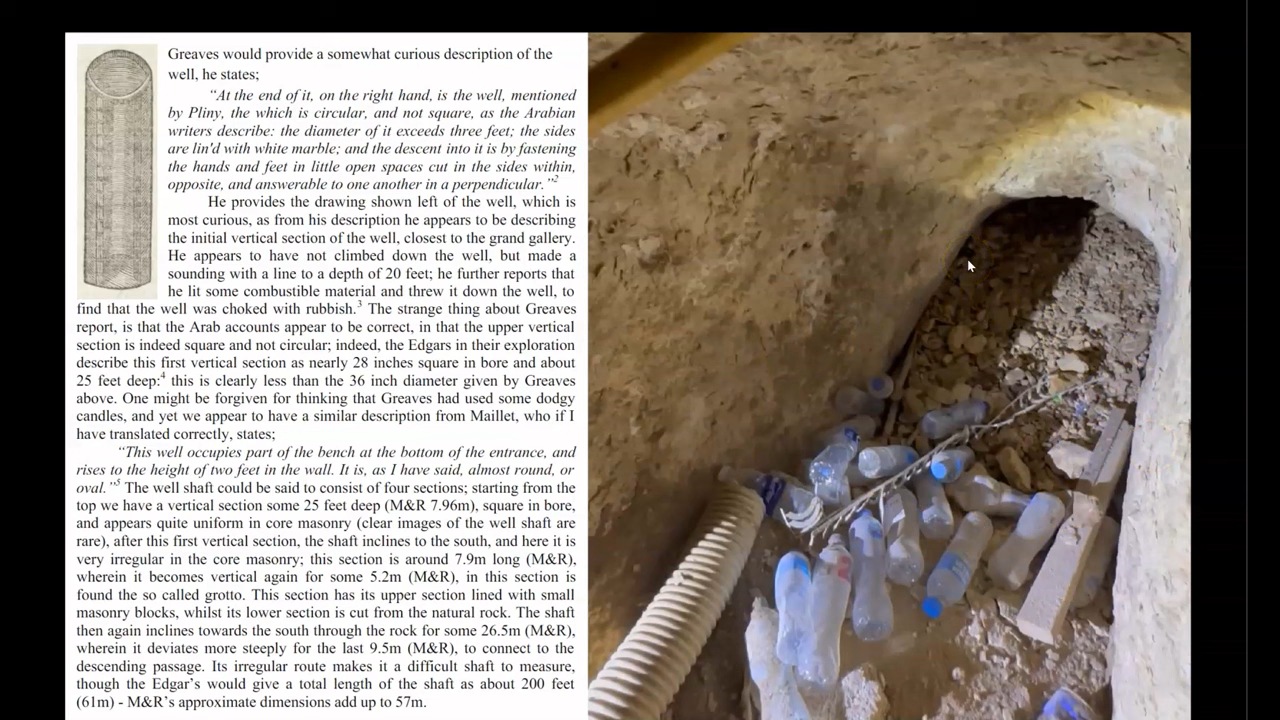 Greaves would provide a somewhat curious description of the
well, he states;
“At the end of it, on the right hand, is the well, mentioned
by Pliny, the which is circular, and not square, as the Arabian
writers describe: the diameter of it exceeds three feet; the sides
are lin'd with white marble; and the descent into it is by fastening
the hands and feet in little open spaces cut in the sides within,
opposite, and answerable to one another in a perpendicular.”2
He provides the drawing shown left of the well, which is
most curious, as from his description he appears to be describing
the initial vertical section of the well, closest to the grand gallery.
He appears to have not climbed down the well, but made a
sounding with a line to a depth of 20 feet; he further reports that
he lit some combustible material and threw it down the well, to
find that the well was choked with rubbish.3 The strange thing about Greaves
report, is that the Arab accounts appear to be correct, in that the upper vertical
section is indeed square and not circular; indeed, the Edgars in their exploration
describe this first vertical section as nearly 28 inches square in bore and about
25 feet deep:4 this is clearly less than the 36 inch diameter given by Greaves
above. One might be forgiven for thinking that Greaves had used some dodgy
candles, and yet we appear to have a similar description from Maillet, who if I
have translated correctly, states;
“This well occupies part of the bench at the bottom of the entrance, and
rises to the height of two feet in the wall. It is, as I have said, almost round, or
oval.”5 The well shaft could be said to consist of four sections; starting from the
top we have a vertical section some 25 feet deep (M&R 7.96m), square in bore,
and appears quite uniform in core masonry (clear images of the well shaft are
rare), after this first vertical section, the shaft inclines to the south, and here it is
very irregular in the core masonry; this section is around 7.9m long (M&R),
wherein it becomes vertical again for some 5.2m (M&R), in this section is
found the so called grotto. This section has its upper section lined with small
masonry blocks, whilst its lower section is cut from the natural rock. The shaft
then again inclines towards the south through the rock for some 26.5m (M&R),
wherein it deviates more steeply for the last 9.5m (M&R), to connect to the
descending passage. Its irregular route makes it a difficult shaft to measure,
though the Edgar's would give a total length of the shaft as about 200 feet
(61m) - M&R's approximate dimensions add up to 57m.